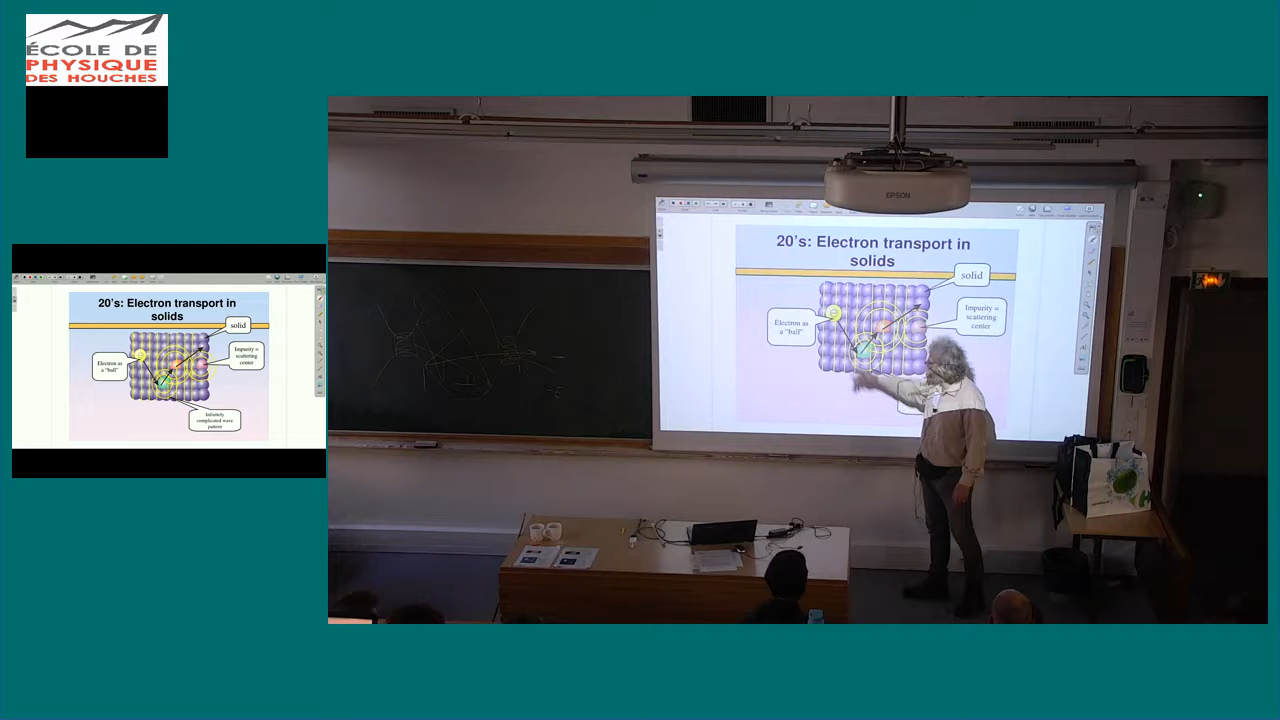 ÉCOLE DE
PHYSIQUE
DES HOUCHES
20's: Electron transport in
solids
solid
Electron as
a "ball"
Impurity =
scattering
center
Infinitely
complicated wave
pattern
EPSON
20's: Electron transport in
solids
solid
Electron as
a "ball"
Impurity =
scattering
center